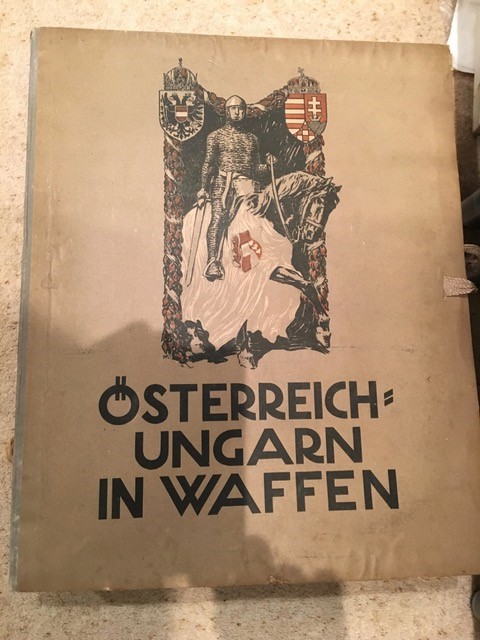 ÖSTERREICH=
UNGARN
IN WAFFEN